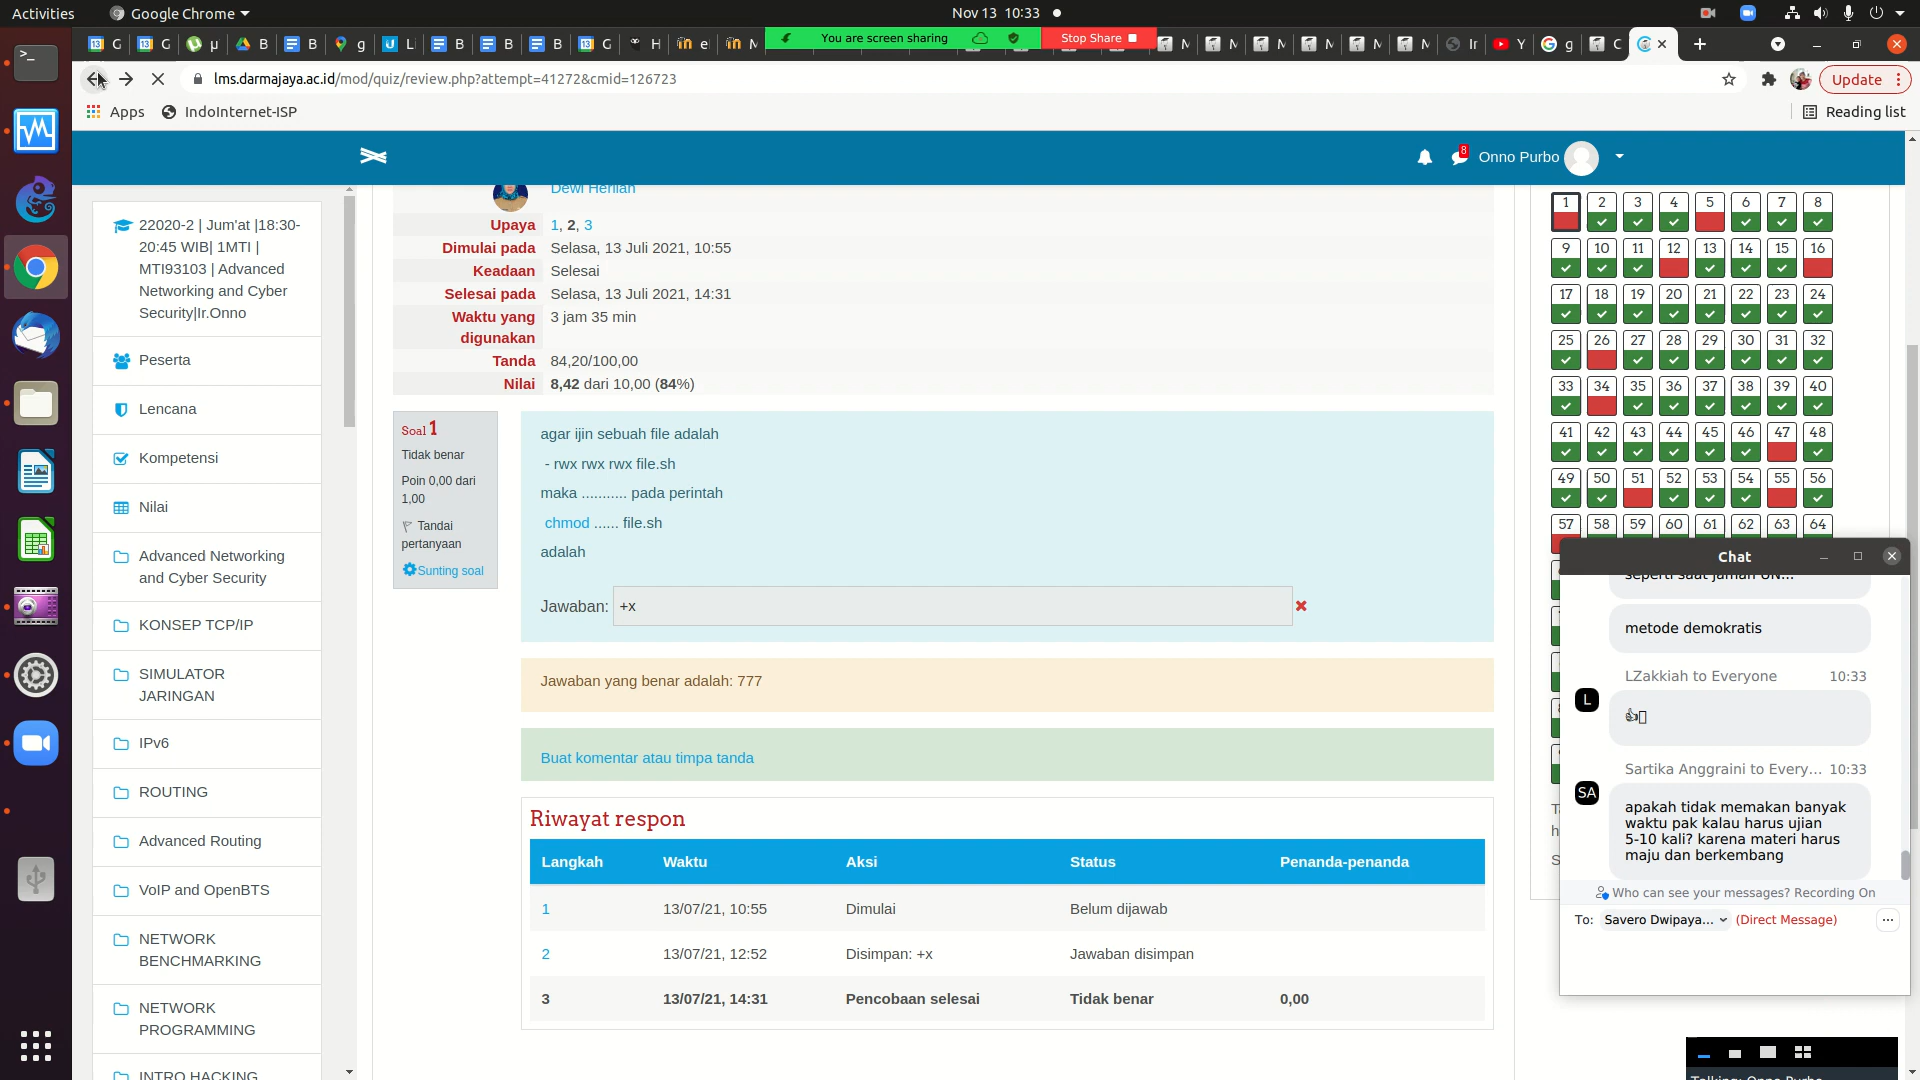 Activities
Google Chrome
Nov 13 10:33
G
G
μ
B
B
g
Li
B
B
B
G
H
e
M
You are screen sharing
Stop Share
Y
g
C
lms.darmajaya.ac.id/mod/quiz/review.php?attempt=41272&cmid=126723
Update
Apps
IndoInternet-ISP
Reading list
8
Onno Purbo
22020-2 | Jum'at |18:30-
20:45 WIB| 1MTI |
MTI93103 | Advanced
Networking and Cyber
Security|Ir.Onno
Peserta
Lencana
Kompetensi
Nilai
Advanced Networking
and Cyber Security
KONSEP TCP/IP
SIMULATOR
JARINGAN
IPv6
ROUTING
Advanced Routing
VoIP and OpenBTS
NETWORK
BENCHMARKING
NETWORK
PROGRAMMING
INTRO HACKING
Dewi Herliah
Upaya 1, 2, 3
Dimulai pada Selasa, 13 Juli 2021, 10:55
Keadaan Selesai
Selesai pada Selasa, 13 Juli 2021, 14:31
Waktu yang 3 jam 35 min
digunakan
Tanda 84,20/100,00
Nilai 8,42 dari 10,00 (84%)
Soal 1
Tidak benar
Poin 0,00 dari
1,00
Tandai
pertanyaan
Sunting soal
agar ijin sebuah file adalah
- rwx rwx rwx file.sh
maka ........... pada perintah
chmod ...... file.sh
adalah
Jawaban: +x
Jawaban yang benar adalah: 777
Buat komentar atau timpa tanda
Riwayat respon
Langkah Waktu Aksi Status Penanda-penanda
1 13/07/21, 10:55 Dimulai Belum dijawab
2 13/07/21, 12:52 Disimpan: +x Jawaban disimpan
3 13/07/21, 14:31 Pencobaan selesai Tidak benar 0,00
1 2 3 4 5 6 7 8
9 10 11 12 13 14 15 16
17 18 19 20 21 22 23 24
25 26 27 28 29 30 31 32
33 34 35 36 37 38 39 40
41 42 43 44 45 46 47 48
49 50 51 52 53 54 55 56
57 58 59 60 61 62 63 64
Chat
seperti saat jaman UN...
metode demokratis
LZakkiah to Everyone 10:33
L
Sartika Anggraini to Every... 10:33
SA
apakah tidak memakan banyak
waktu pak kalau harus ujian
5-10 kali? karena materi harus
maju dan berkembang
Who can see your messages? Recording On
To: Savero Dwipaya... (Direct Message)
Talking: Onno Purbo